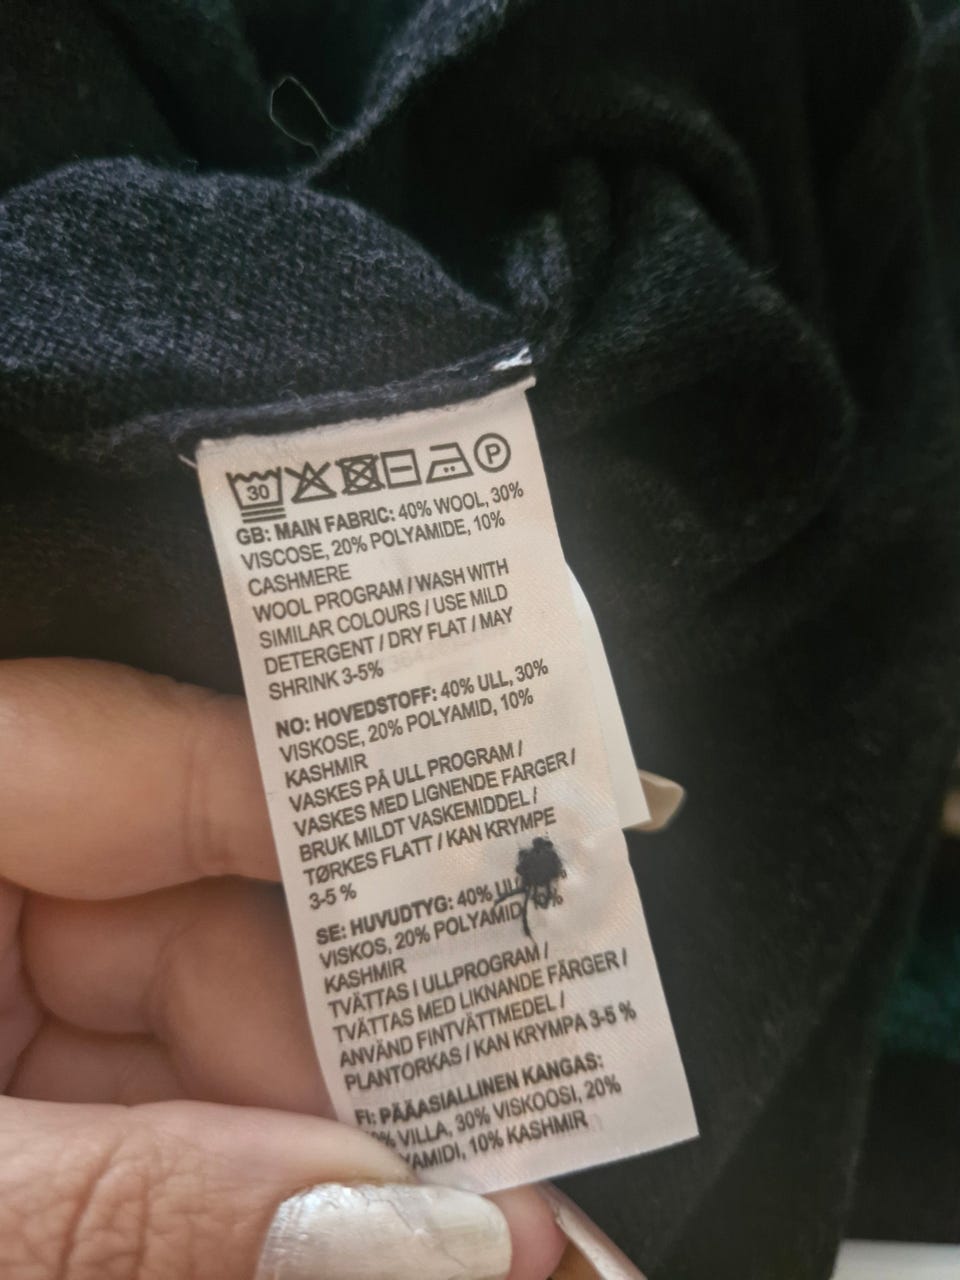 30 P
GB: MAIN FABRIC: 40% WOOL, 30%
VISCOSE, 20% POLYAMIDE, 10%
CASHMERE
WOOL PROGRAM / WASH WITH
SIMILAR COLOURS / USE MILD
DETERGENT / DRY FLAT / MAY
SHRINK 3-5%
NO: HOVEDSTOFF: 40% ULL, 30%
VISKOSE, 20% POLYAMID, 10%
KASHMIR
VASKES PÅ ULL PROGRAM /
VASKES MED LIGNENDE FARGER /
BRUK MILDT VASKEMIDDEL /
TØRKES FLATT / KAN KRYMPE
3-5 %
SE: HUVUDTYG: 40%
VISKOS, 20% POLYAMID
KASHMIR
TVÄTTAS I ULLPROGRAM /
TVÄTTAS MED LIKNANDE FÄRGER /
ANVÄND FINTVÄTTMEDEL /
PLANTORKAS / KAN KRYMPA 3-5 %
FI: PÄÄASIALLINEN KANGAS:
VILLA, 30% VISKOOSI, 20%
10% KASHMIR